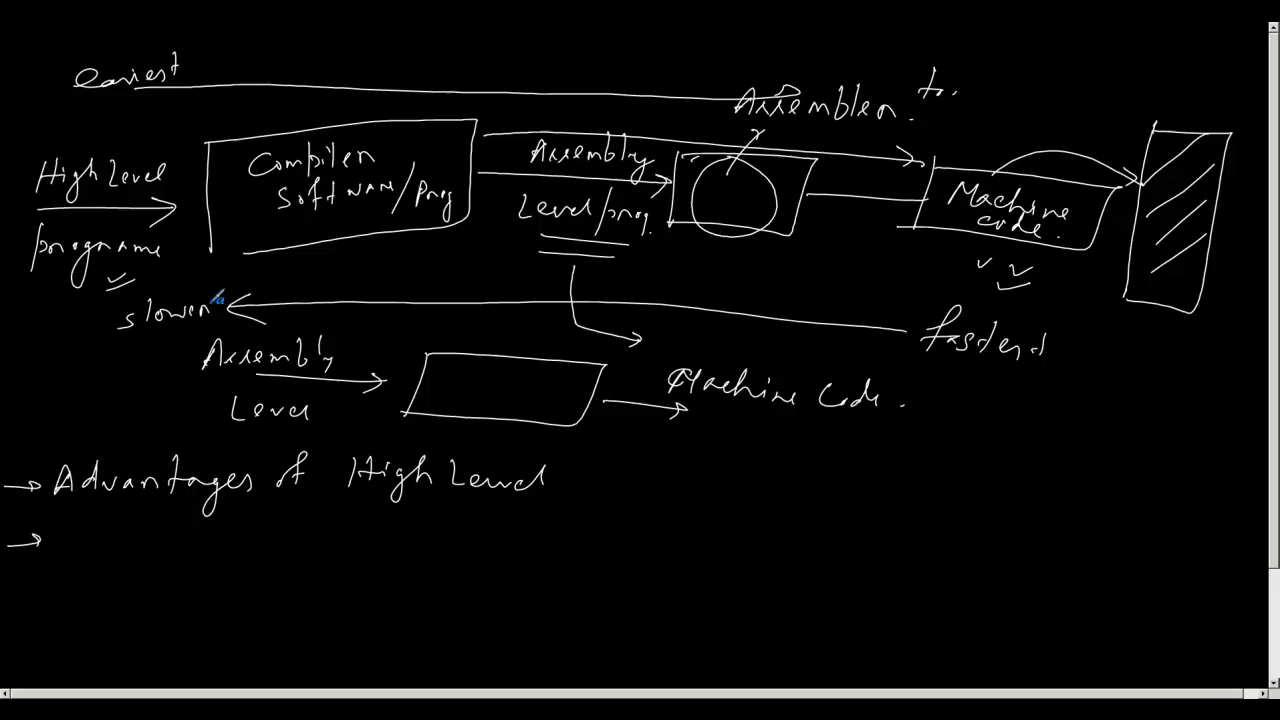 easiest
Assembler. to.
High Level
programe
Compiler
Software/prog
Assembly
Level/prog.
Machine
code.
slower
fastest
Assembly
Level
Machine Code.
→ Advantages of High Level
→